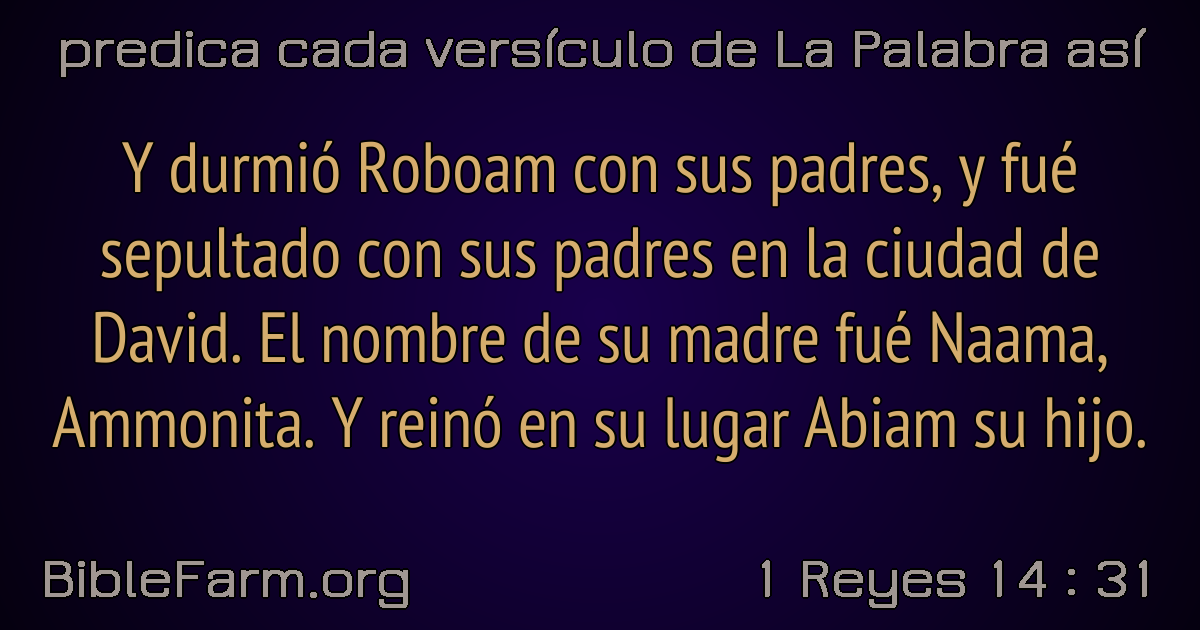 predica cada versículo de La Palabra así
Y durmió Roboam con sus padres, y fué
sepultado con sus padres en la ciudad de
David. El nombre de su madre fué Naama,
Ammonita. Y reinó en su lugar Abiam su hijo.
BibleFarm.org
1 Reyes 14 : 31